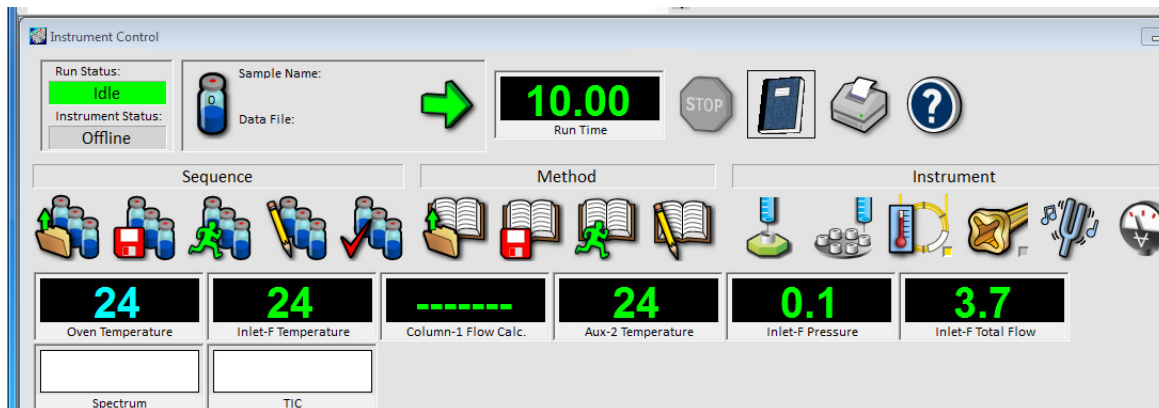 Instrument Control
Run Status:
Idle
Instrument Status:
Offline
0
Sample Name:
Data File:
10.00
Run Time
STOP
?
Sequence
Method
Instrument
24
Oven Temperature
24
Inlet-F Temperature
-------
Column-1 Flow Calc.
24
Aux-2 Temperature
0.1
Inlet-F Pressure
3.7
Inlet-F Total Flow
Spectrum
TIC